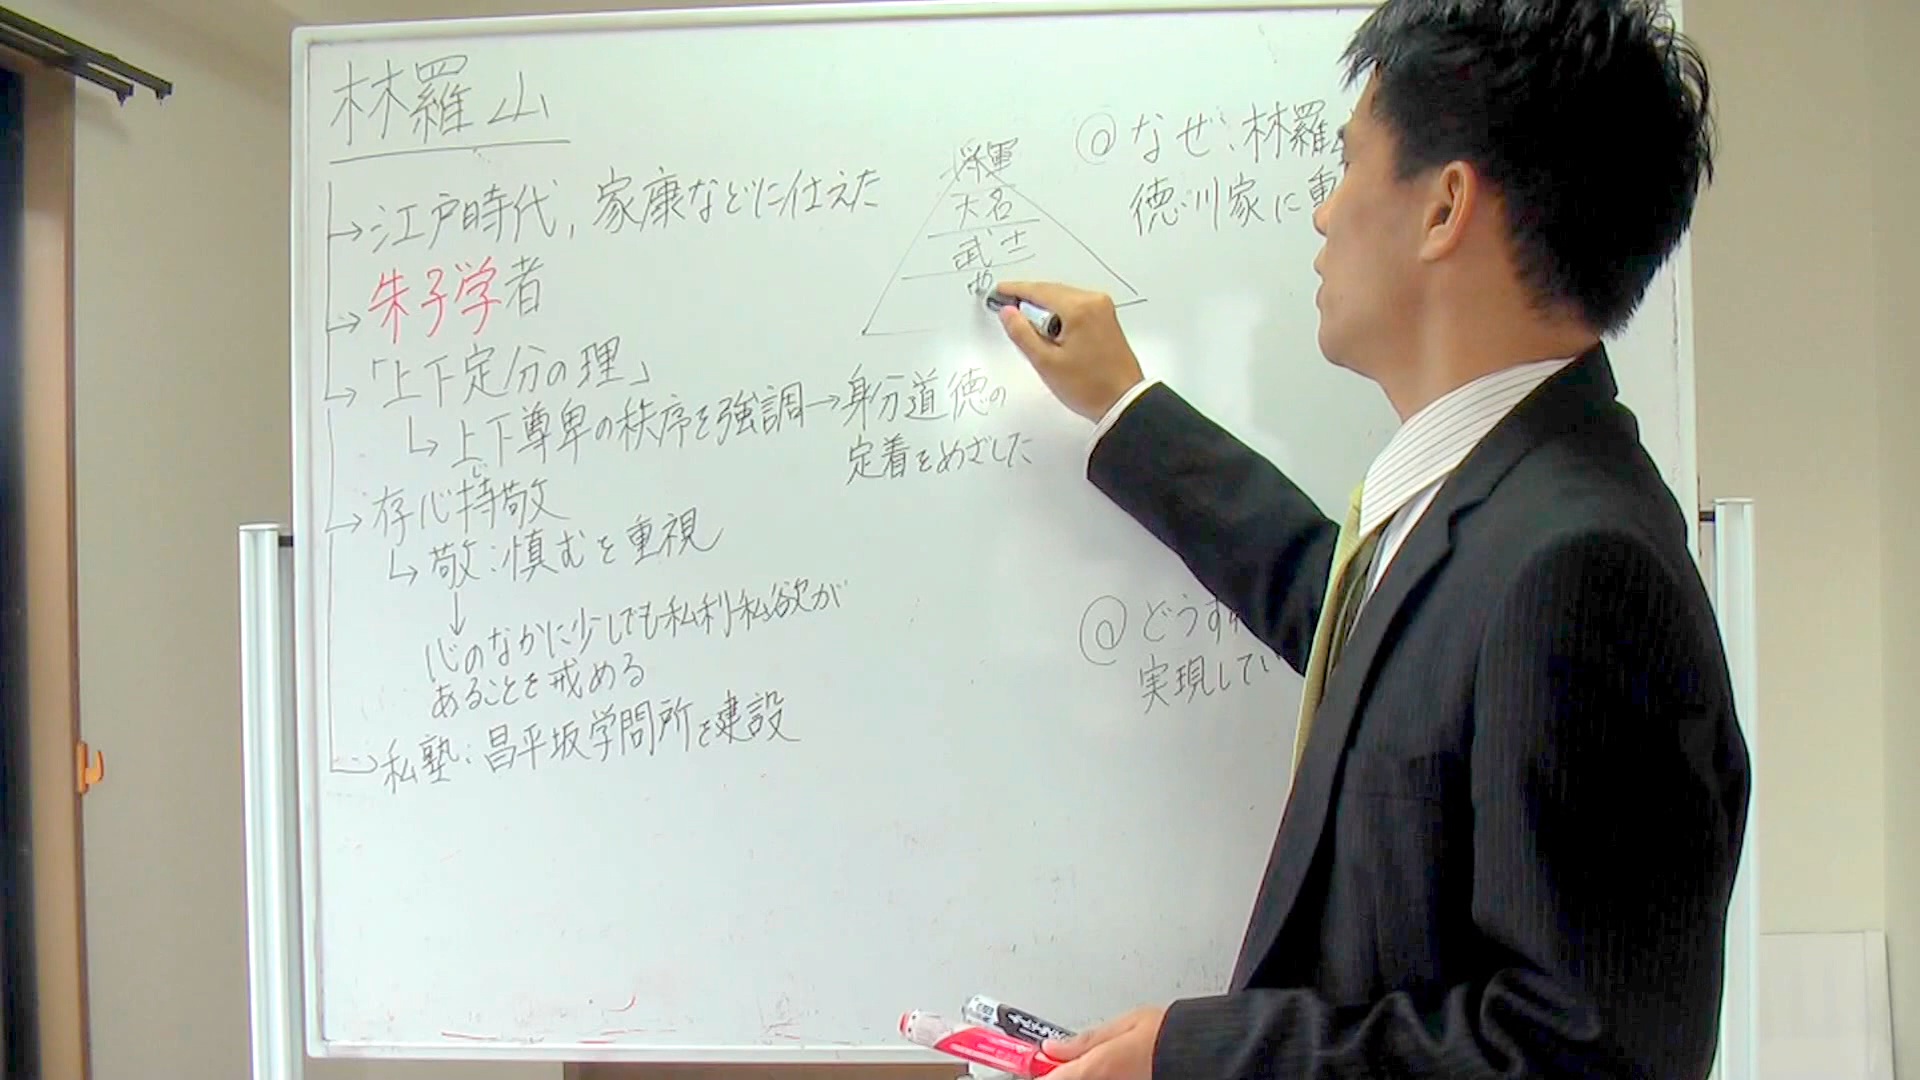 林羅山
江戸時代,家康などに仕えた
朱子学者
「上下定分の理」
上下尊卑の秩序を強調→身分道徳の
定着をめざした
存心持敬
敬:慎むを重視
心のなかに少しでも私利私欲が
あることを戒める
私塾:昌平坂学問所を建設
将軍
大名
武士
@なぜ、林羅
徳川家に重
@どうすれ
実現してい